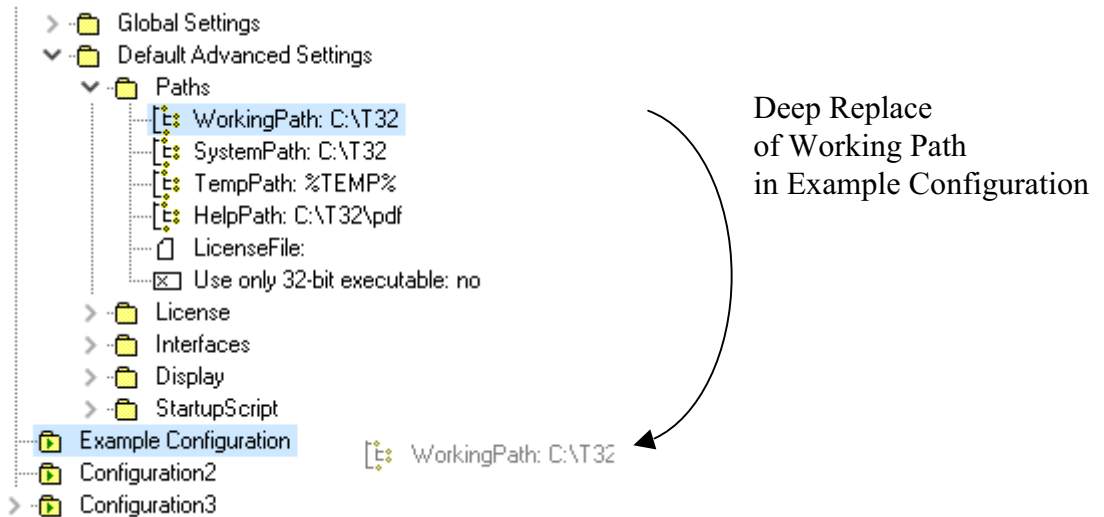 Global Settings
Default Advanced Settings
Paths
WorkingPath: C:\T32
SystemPath: C:\T32
TempPath: %TEMP%
HelpPath: C:\T32\pdf
LicenseFile:
Use only 32-bit executable: no
License
Interfaces
Display
StartupScript
Example Configuration
WorkingPath: C:\T32
Configuration2
Configuration3
Deep Replace
of Working Path
in Example Configuration